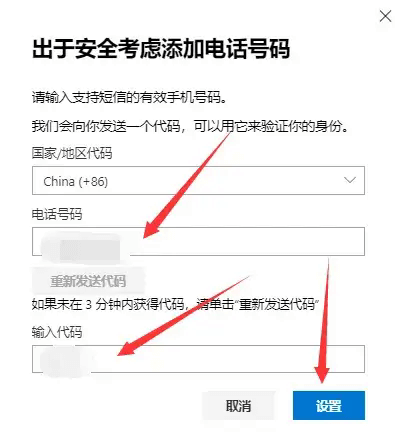 出于安全考虑添加电话号码
请输入支持短信的有效手机号码。
我们会向你发送一个代码，可以用它来验证你的身份。
国家/地区代码
China (+86)
电话号码
重新发送代码
如果未在 3 分钟内获得代码，请单击"重新发送代码"
输入代码
取消
设置